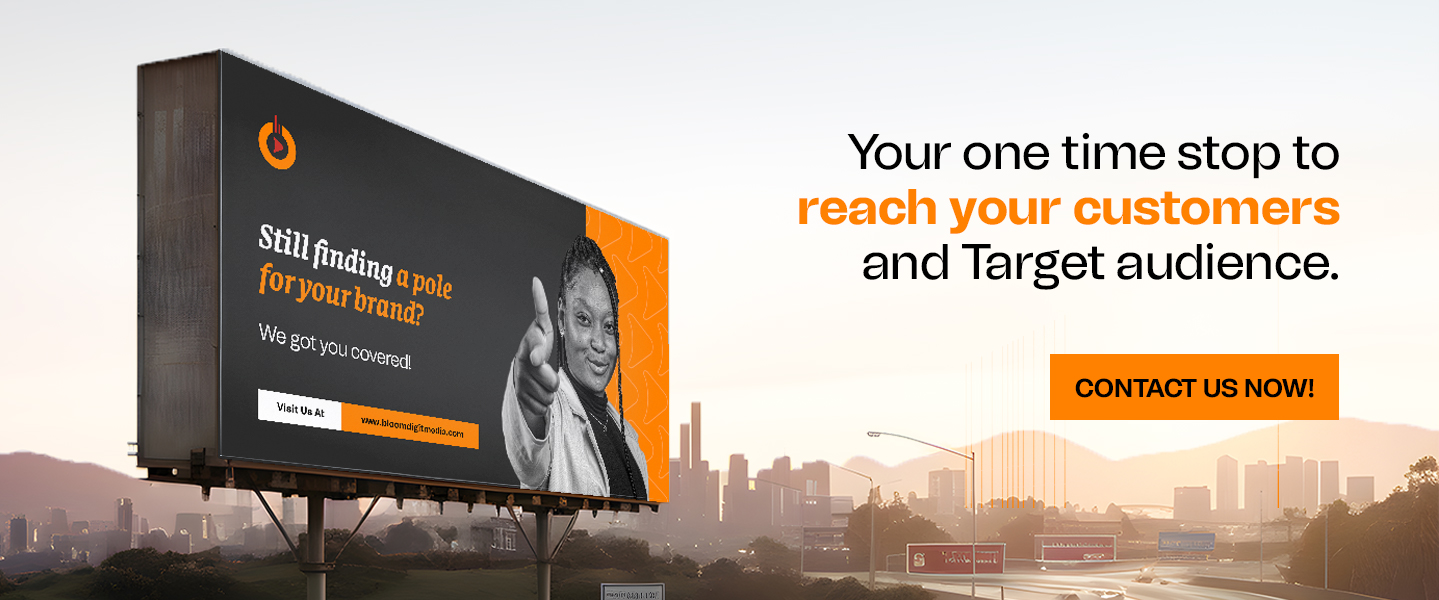 Still finding a pole
for your brand?
We got you covered!
Visit Us At
www.bloomdigitmedia.com
Your one time stop to
reach your customers
and Target audience.
CONTACT US NOW!